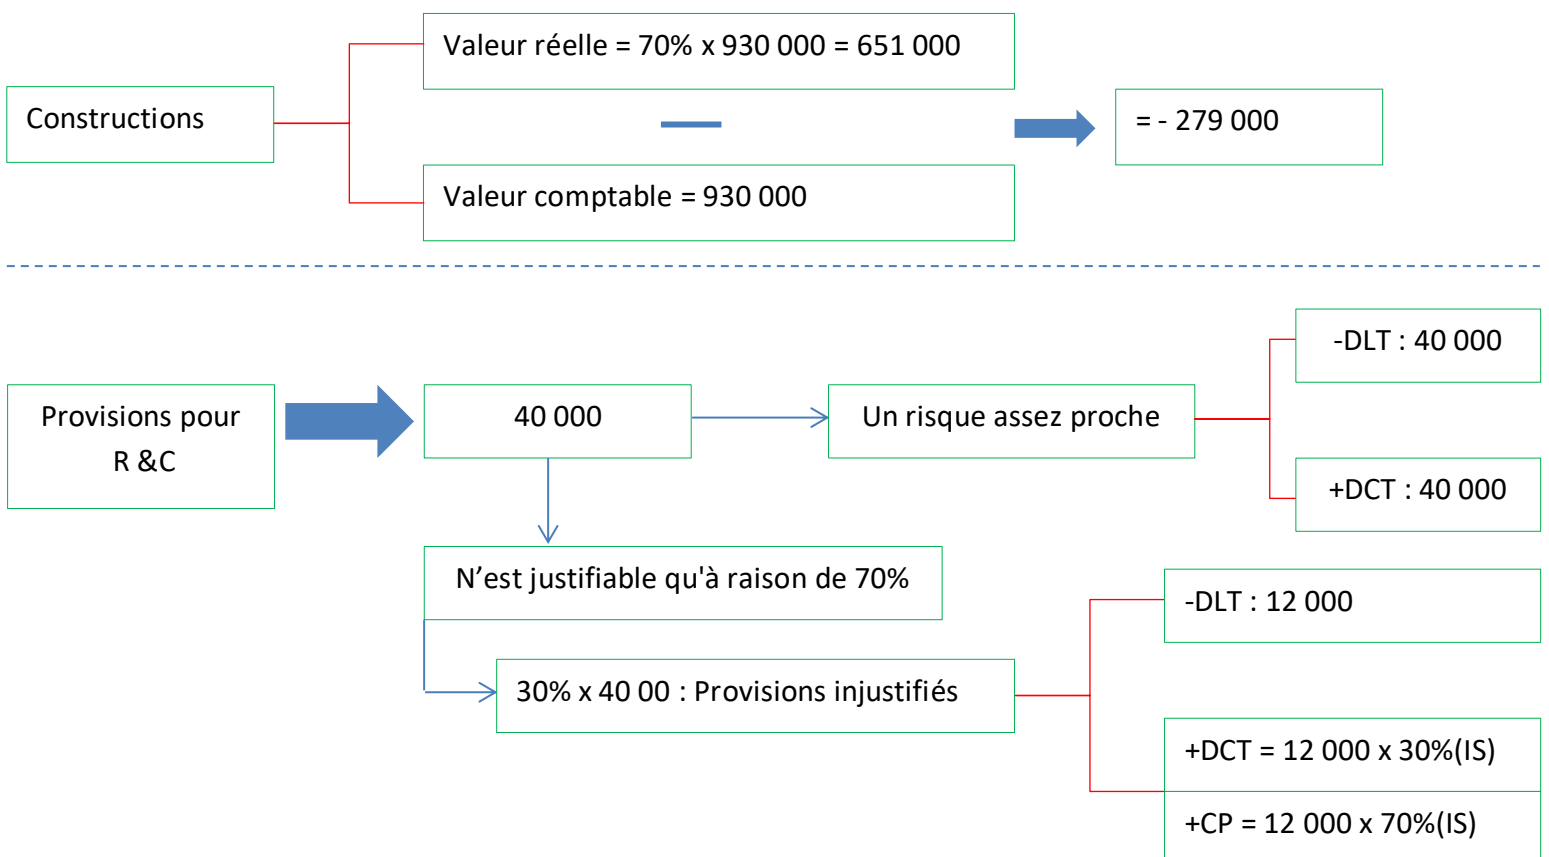 Valeur réelle = 70% x 930 000 = 651 000
Constructions
= - 279 000
Valeur comptable = 930 000
-DLT : 40 000
Provisions pour
R &C
40 000
Un risque assez proche
+DCT : 40 000
N’est justifiable qu'à raison de 70%
-DLT : 12 000
30% x 40 00 : Provisions injustifiés
+DCT = 12 000 x 30%(IS)
+CP = 12 000 x 70%(IS)